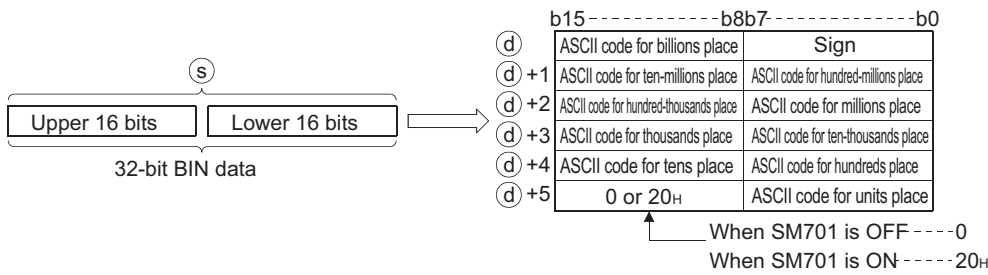 b15 b8b7 b0
d ASCII code for billions place Sign
s
d +1 ASCII code for ten-millions place ASCII code for hundred-millions place
d +2 ASCII code for hundred-thousands place ASCII code for millions place
Upper 16 bits Lower 16 bits
d +3 ASCII code for thousands place ASCII code for ten-thousands place
32-bit BIN data
d +4 ASCII code for tens place ASCII code for hundreds place
d +5 0 or 20H ASCII code for units place
When SM701 is OFF----0
When SM701 is ON-----20H